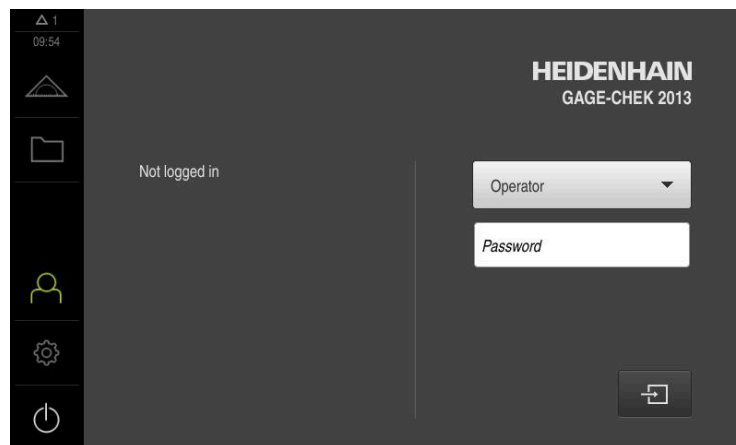 1
09:54
HEIDENHAIN
GAGE-CHEK 2013
Not logged in
Operator
Password